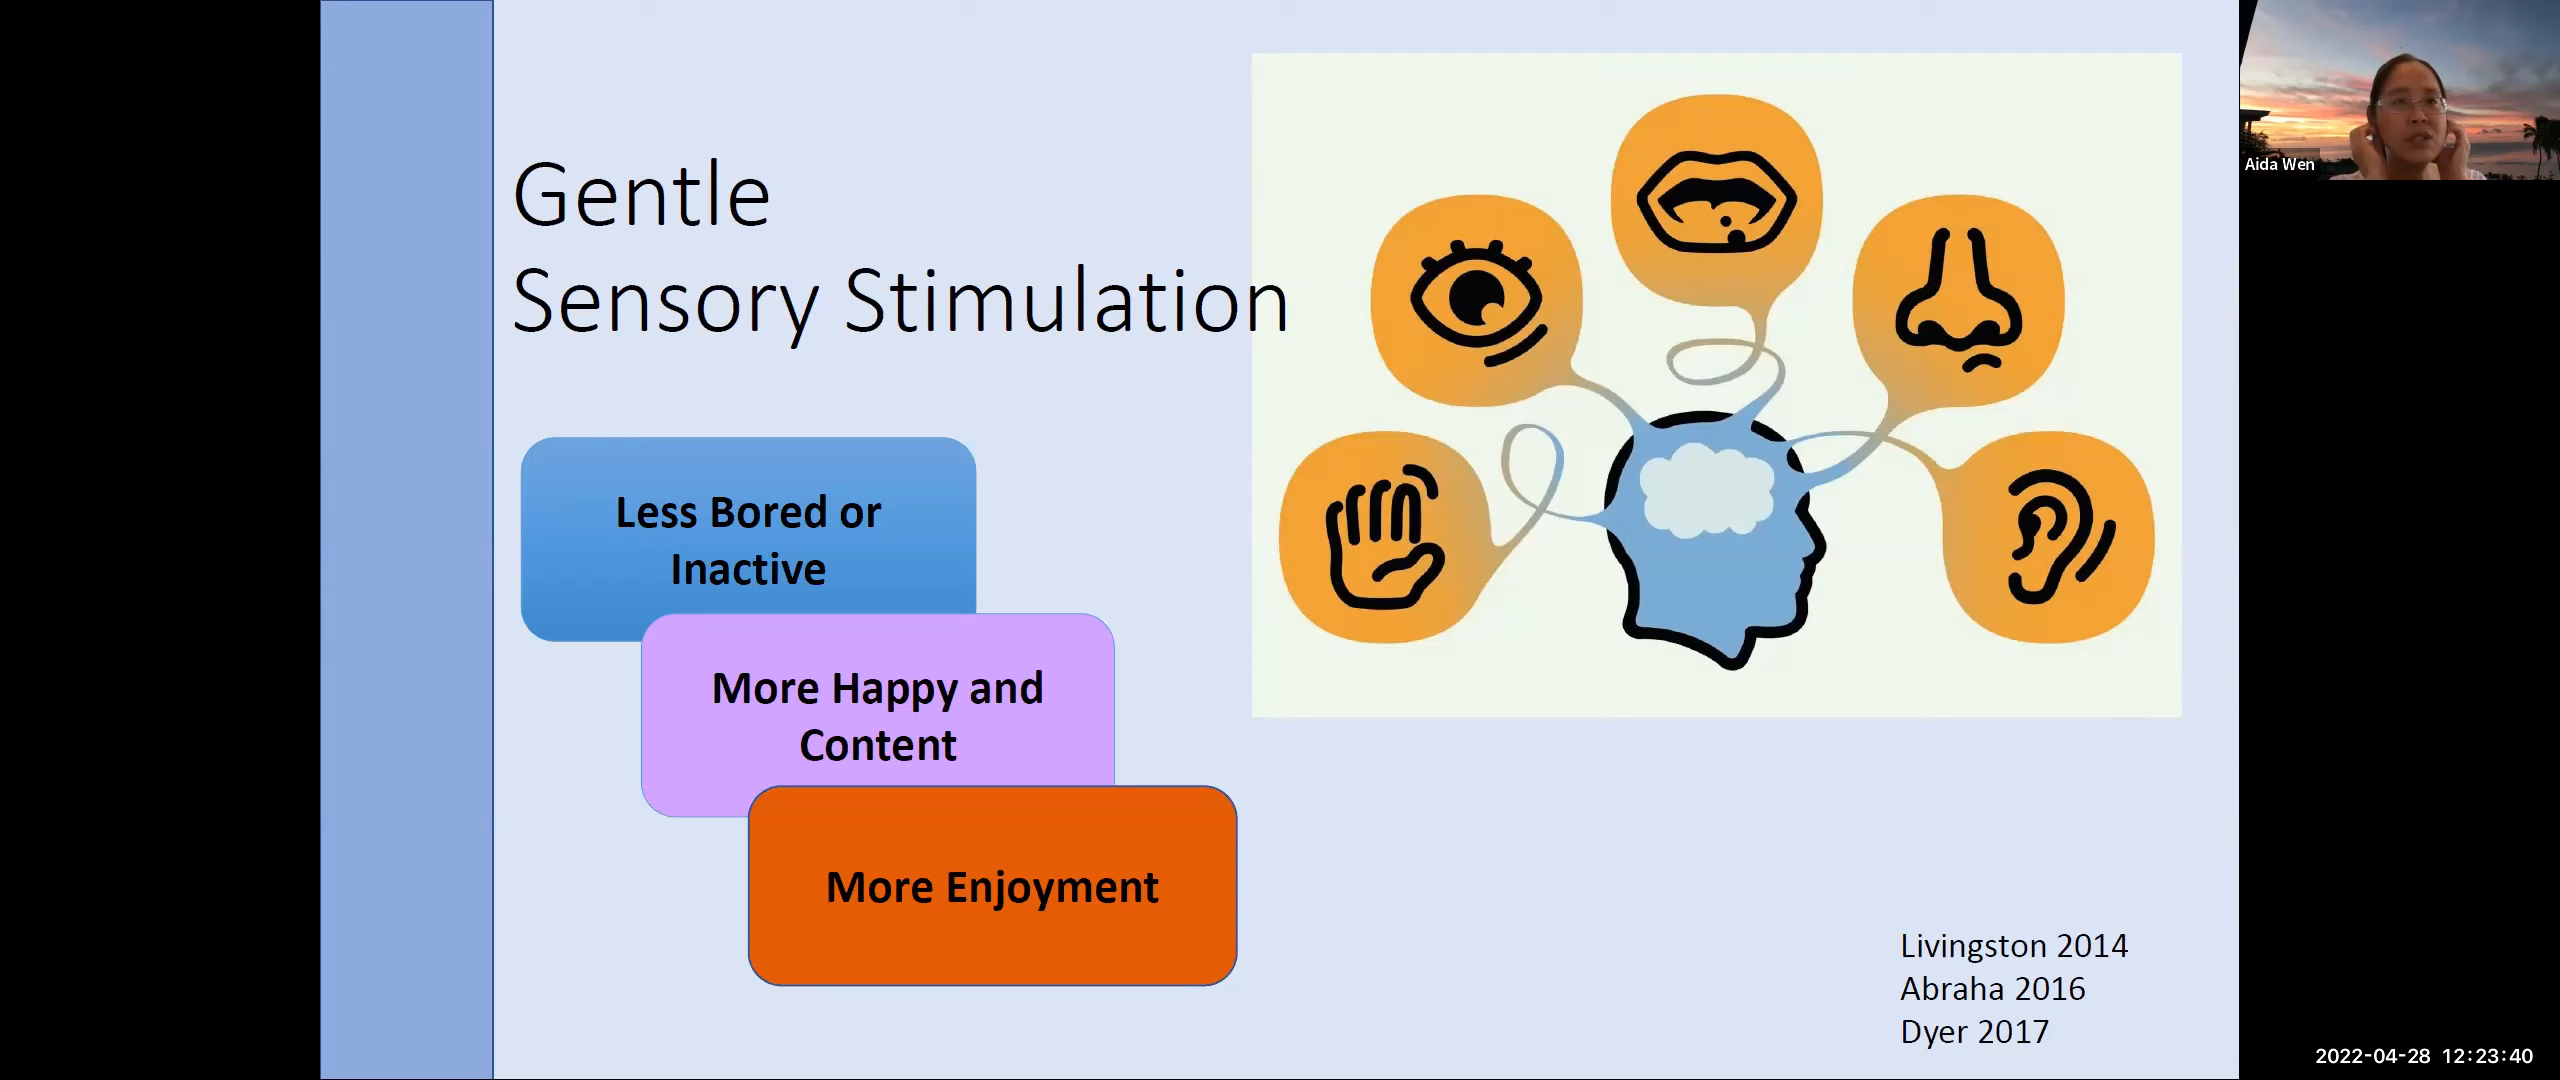 Gentle
Sensory Stimulation
Less Bored or
Inactive
More Happy and
Content
More Enjoyment
Livingston 2014
Abraha 2016
Dyer 2017
Aida Wen
2022-04-28 12:23:40